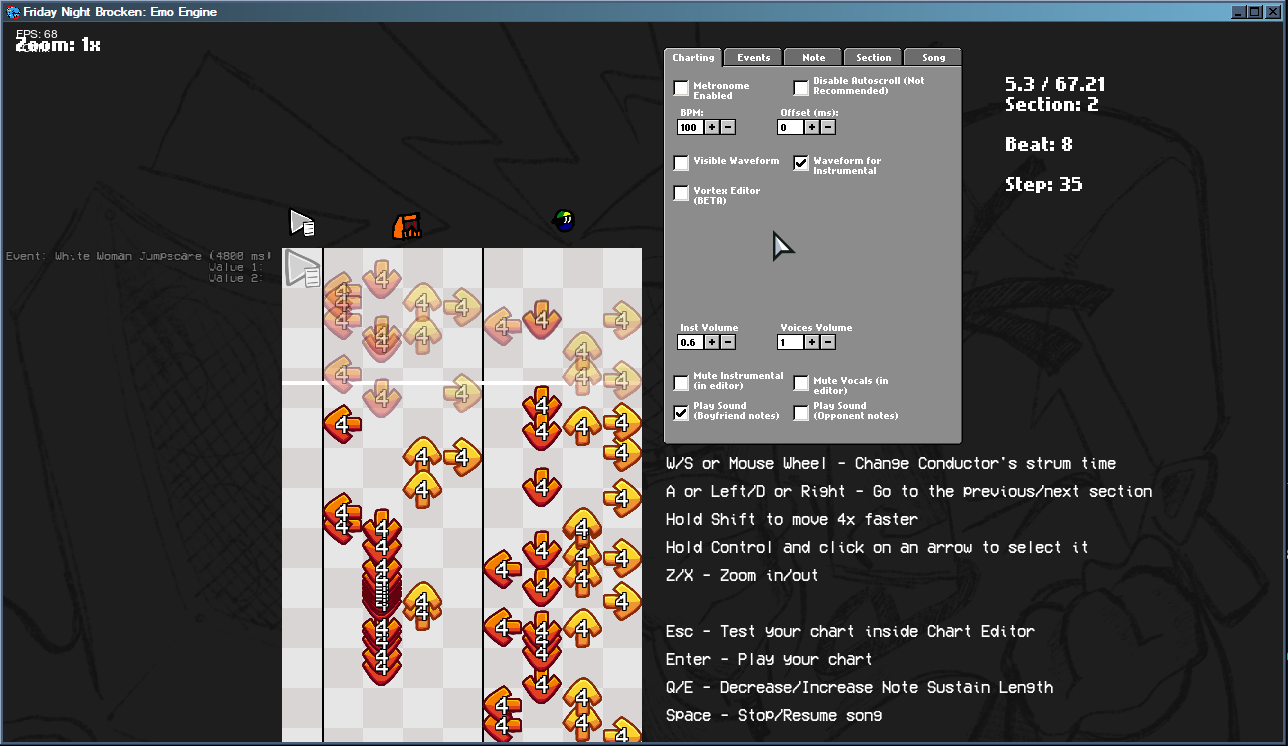 Friday Night Brocken: Emo Engine
FPS: 68
Zoom: 1x
Charting
Events
Note
Section
Song
Metronome
Enabled
Disable Autoscroll (Not
Recommended)
BPM:
100 + -
Offset (ms):
0 + -
Visible Waveform
Waveform for
Instrumental
Vortex Editor
(BETA)
Inst Volume
0.6 + -
Voices Volume
1 + -
Mute Instrumental
(in editor)
Mute Vocals (in
editor)
Play Sound
(Boyfriend notes)
Play Sound
(Opponent notes)
5.3 / 67.21
Section: 2
Beat: 8
Step: 35
Event: White Woman Jumpscare (4800 ms)
Value 1:
Value 2:
W/S or Mouse Wheel - Change Conductor's strum time
A or Left/D or Right - Go to the previous/next section
Hold Shift to move 4x faster
Hold Control and click on an arrow to select it
Z/X - Zoom in/out
Esc - Test your chart inside Chart Editor
Enter - Play your chart
Q/E - Decrease/Increase Note Sustain Length
Space - Stop/Resume song